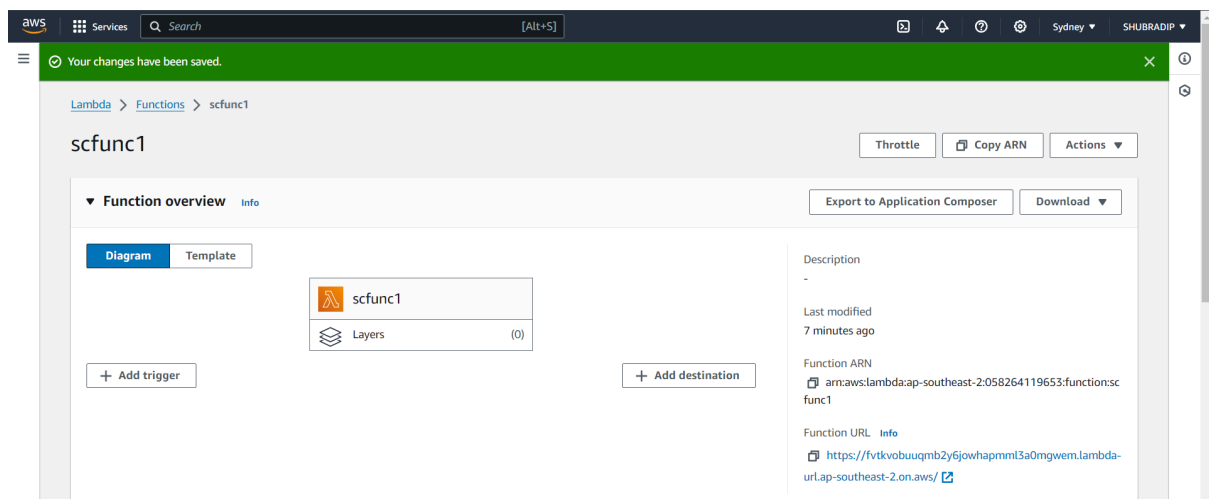 aws Services Search [Alt+S] Sydney ▼ SHUBRADIP ▼
Your changes have been saved.
Lambda > Functions > scfunc1
scfunc1
Throttle Copy ARN Actions ▼
▼ Function overview Info
Export to Application Composer Download ▼
Diagram Template
scfunc1
Layers (0)
+ Add trigger
+ Add destination
Description
-
Last modified
7 minutes ago
Function ARN
arn:aws:lambda:ap-southeast-2:058264119653:function:sc
func1
Function URL Info
https://fvtkvobuuqmb2y6jowhapmml3a0mgwem.lambda-
url.ap-southeast-2.on.aws/